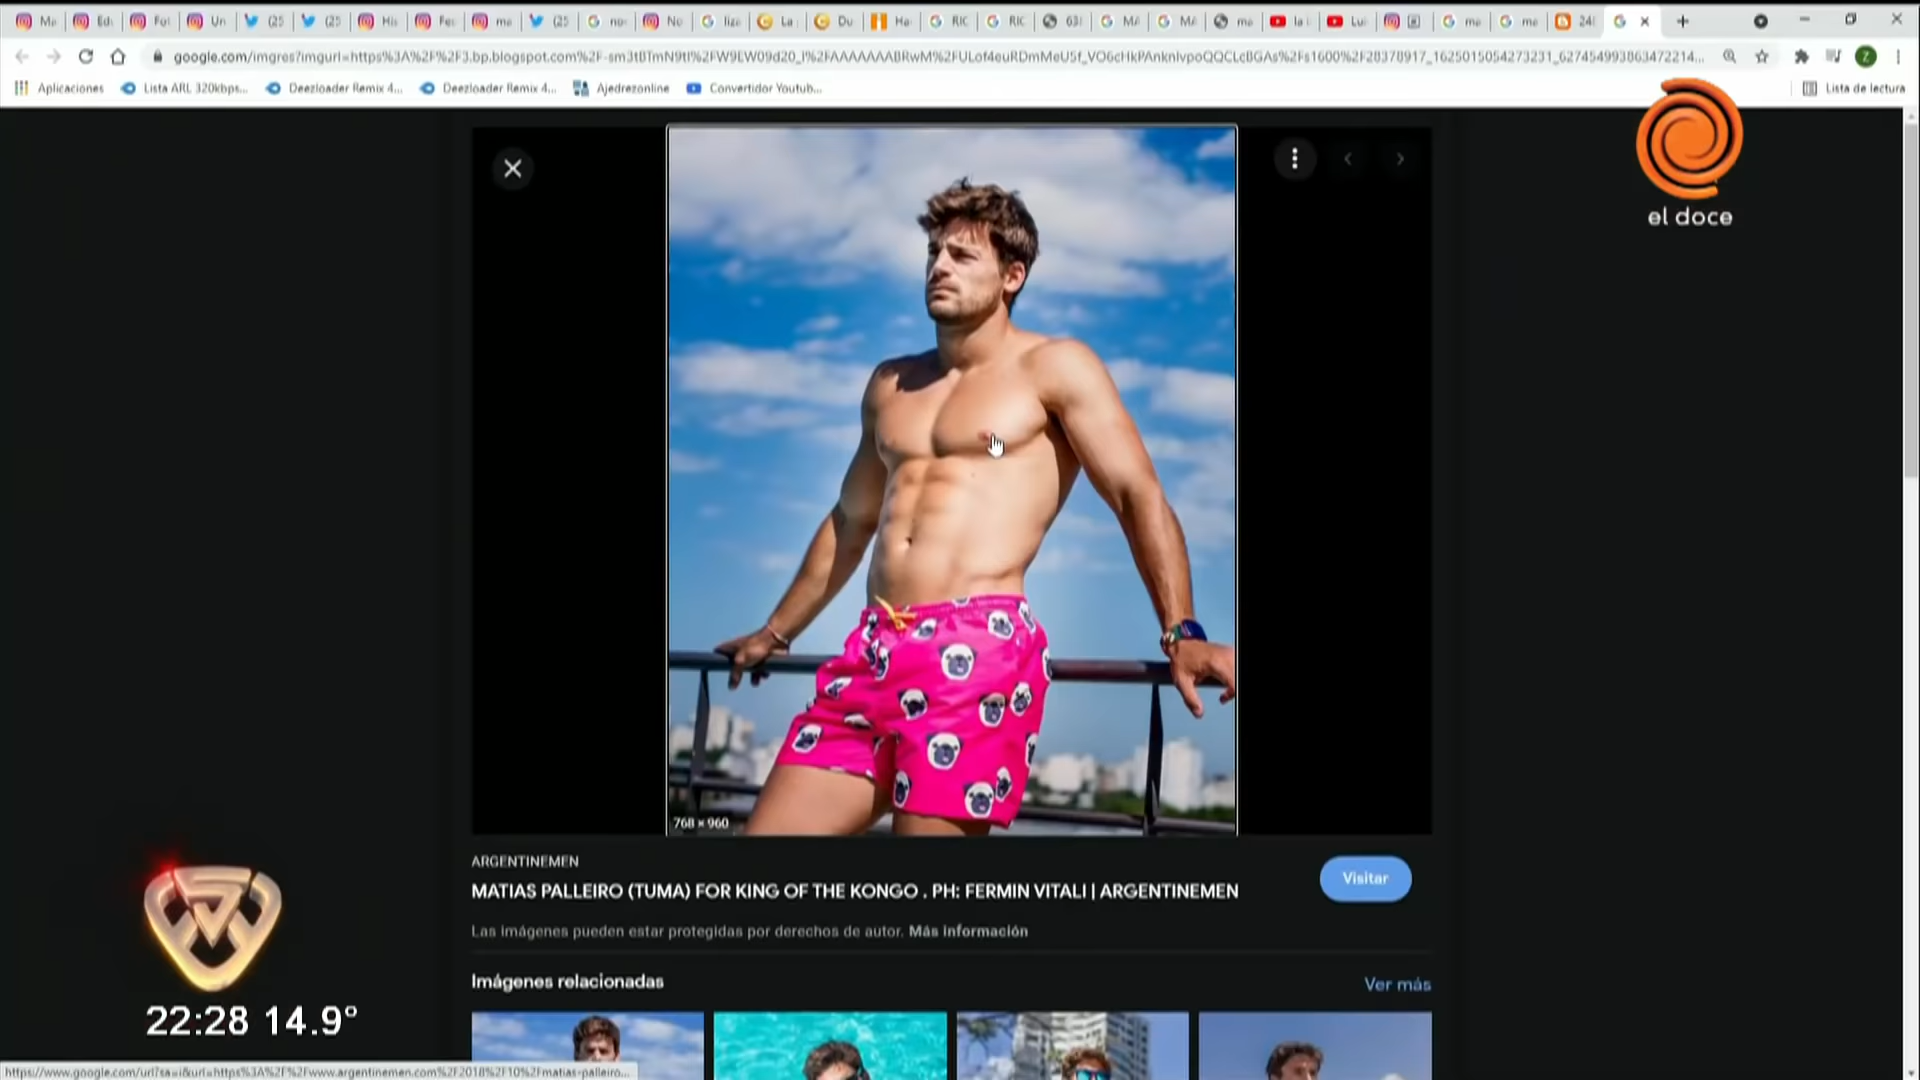 google.com/imgres?imgurl=https%3A%2F%2F3.bp.blogspot.com%2F-sm3t8TmN9tI%2FW9EW09d20_I%2FAAAAAAABRwM%2FULof4euRDmMeU5f_VO6cHkPAnknIvpoQQCLcBGAs%2Fs1600%2F28378917_1625015054273231_627454993863472214...
Aplicaciones
Lista ARL 320kbps...
Deezloader Remix 4...
Deezloader Remix 4...
Ajedrezonline
Convertidor Youtub...
Lista de lectura
el doce
768 × 960
ARGENTINEMEN
MATIAS PALLEIRO (TUMA) FOR KING OF THE KONGO . PH: FERMIN VITALI | ARGENTINEMEN
Visitar
Las imágenes pueden estar protegidas por derechos de autor. Más información
Imágenes relacionadas
Ver más
22:28 14.9°
https://www.google.com/url?sa=i&url=https%3A%2F%2Fwww.argentinemen.com%2F2018%2F10%2Fmatias-palleiro...